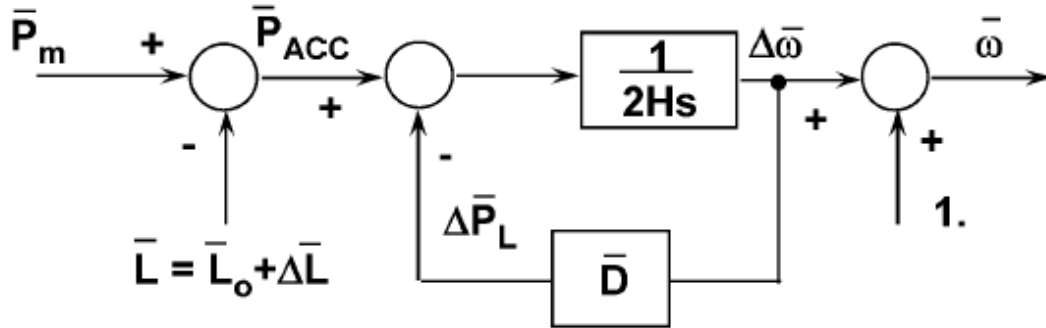 P̄m
+
P̄ACC
+
-
L̄ = L̄o+ΔL̄
-
ΔP̄L
1
2Hs
D̄
Δω̄
+
+
1.
ω̄